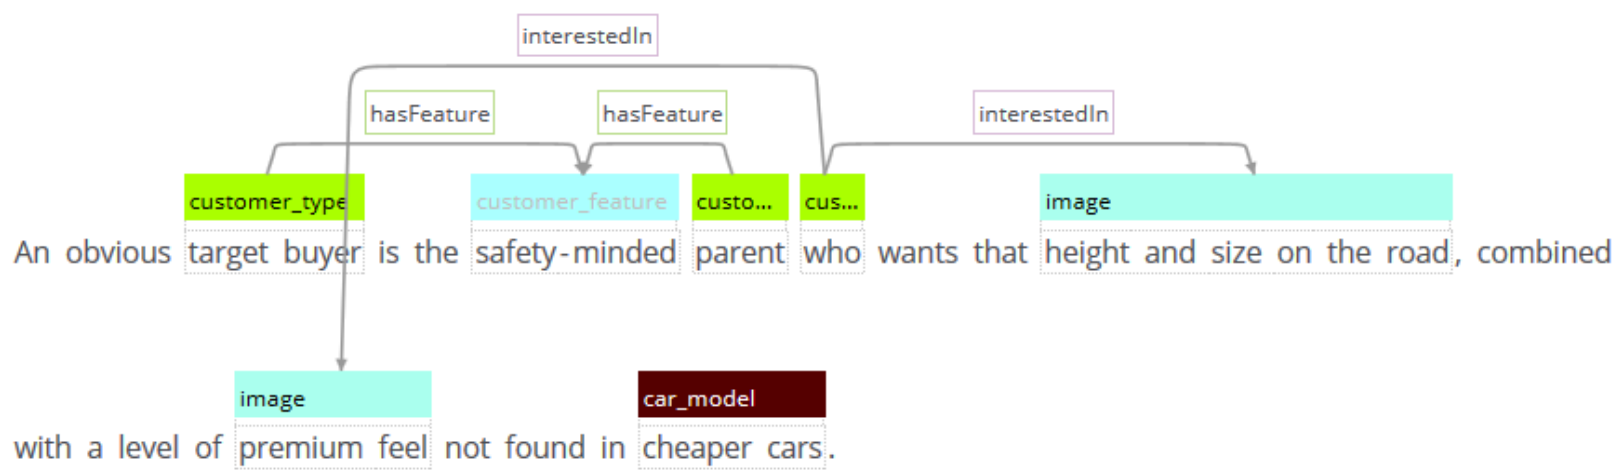 interestedIn
hasFeature hasFeature interestedIn
customer_type customer_feature custo... cus... image
An obvious target buyer is the safety-minded parent who wants that height and size on the road, combined
image car_model
with a level of premium feel not found in cheaper cars.